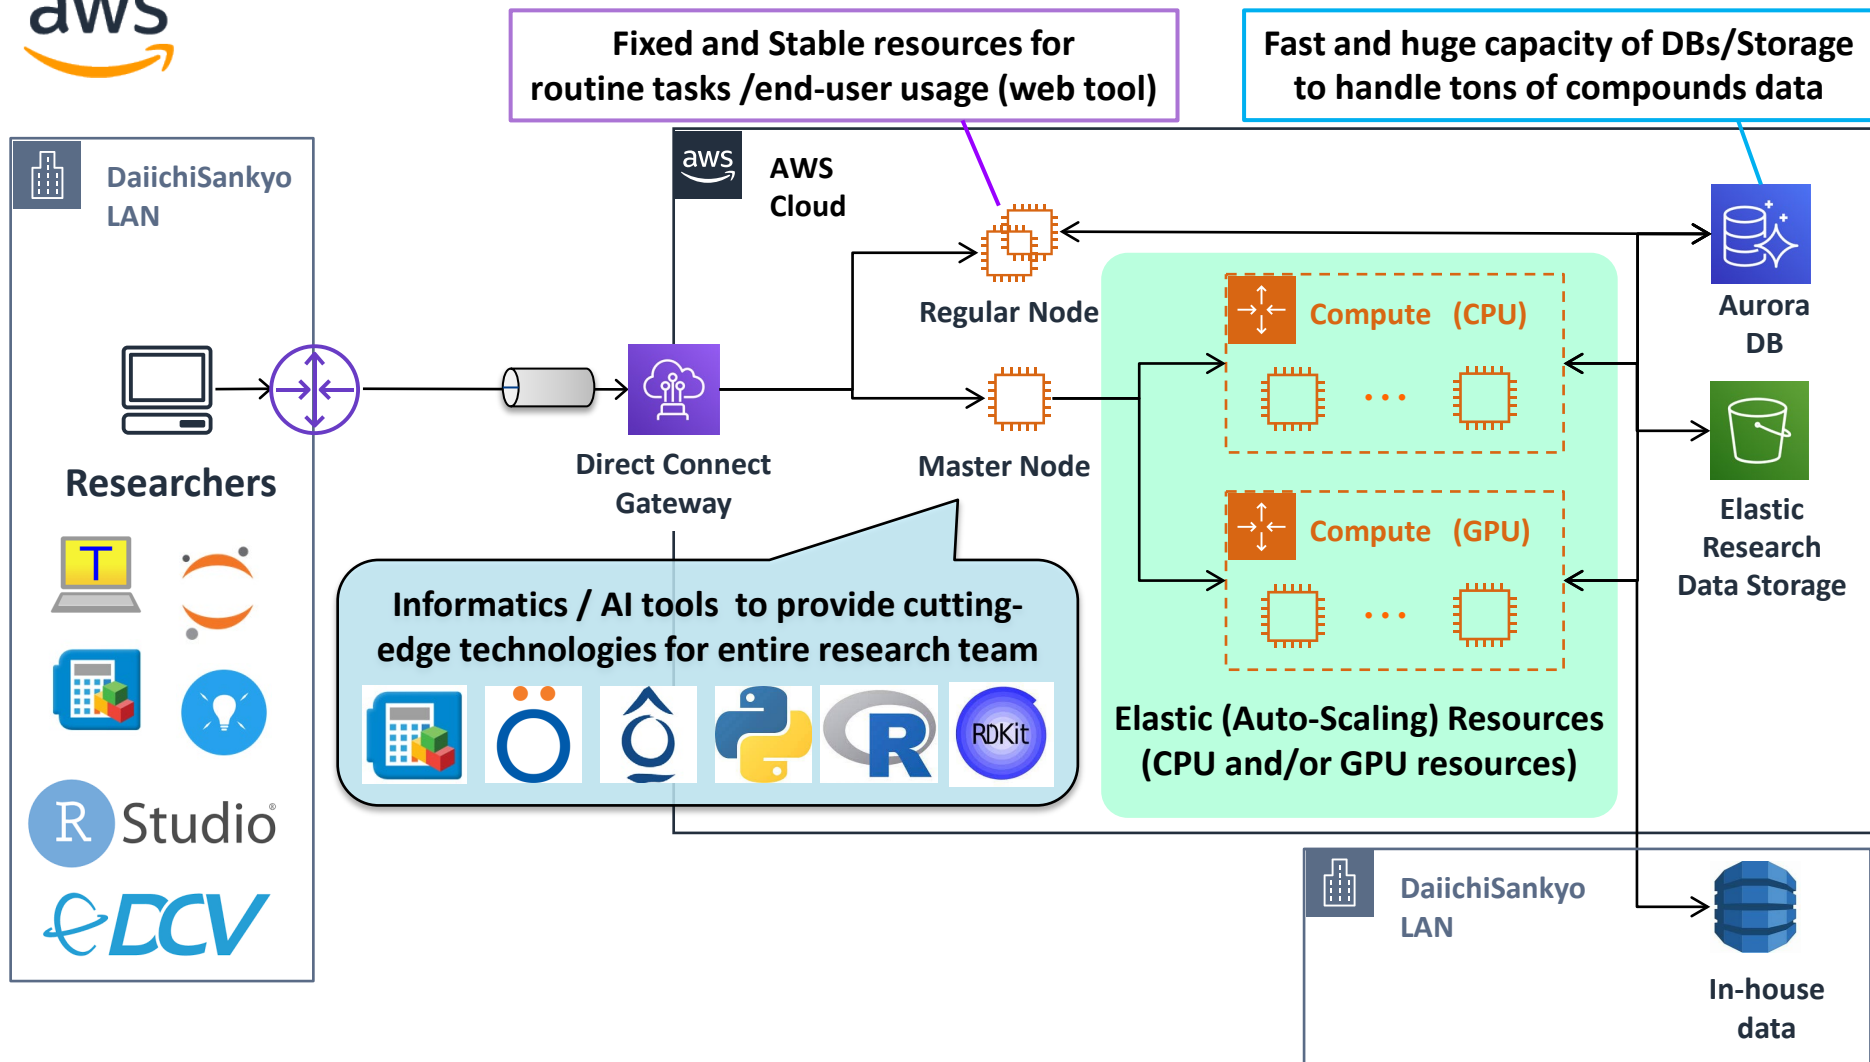 aws
Fixed and Stable resources for
routine tasks /end-user usage (web tool)
Fast and huge capacity of DBs/Storage
to handle tons of compounds data
DaiichiSankyo
LAN
aws
AWS
Cloud
Regular Node
Compute (CPU)
...
Aurora
DB
Researchers
Direct Connect
Gateway
Master Node
Compute (GPU)
...
Elastic
Research
Data Storage
T
Informatics / AI tools to provide cutting-
edge technologies for entire research team
R
RDKit
Elastic (Auto-Scaling) Resources
(CPU and/or GPU resources)
R Studio®
DCV
DaiichiSankyo
LAN
In-house
data